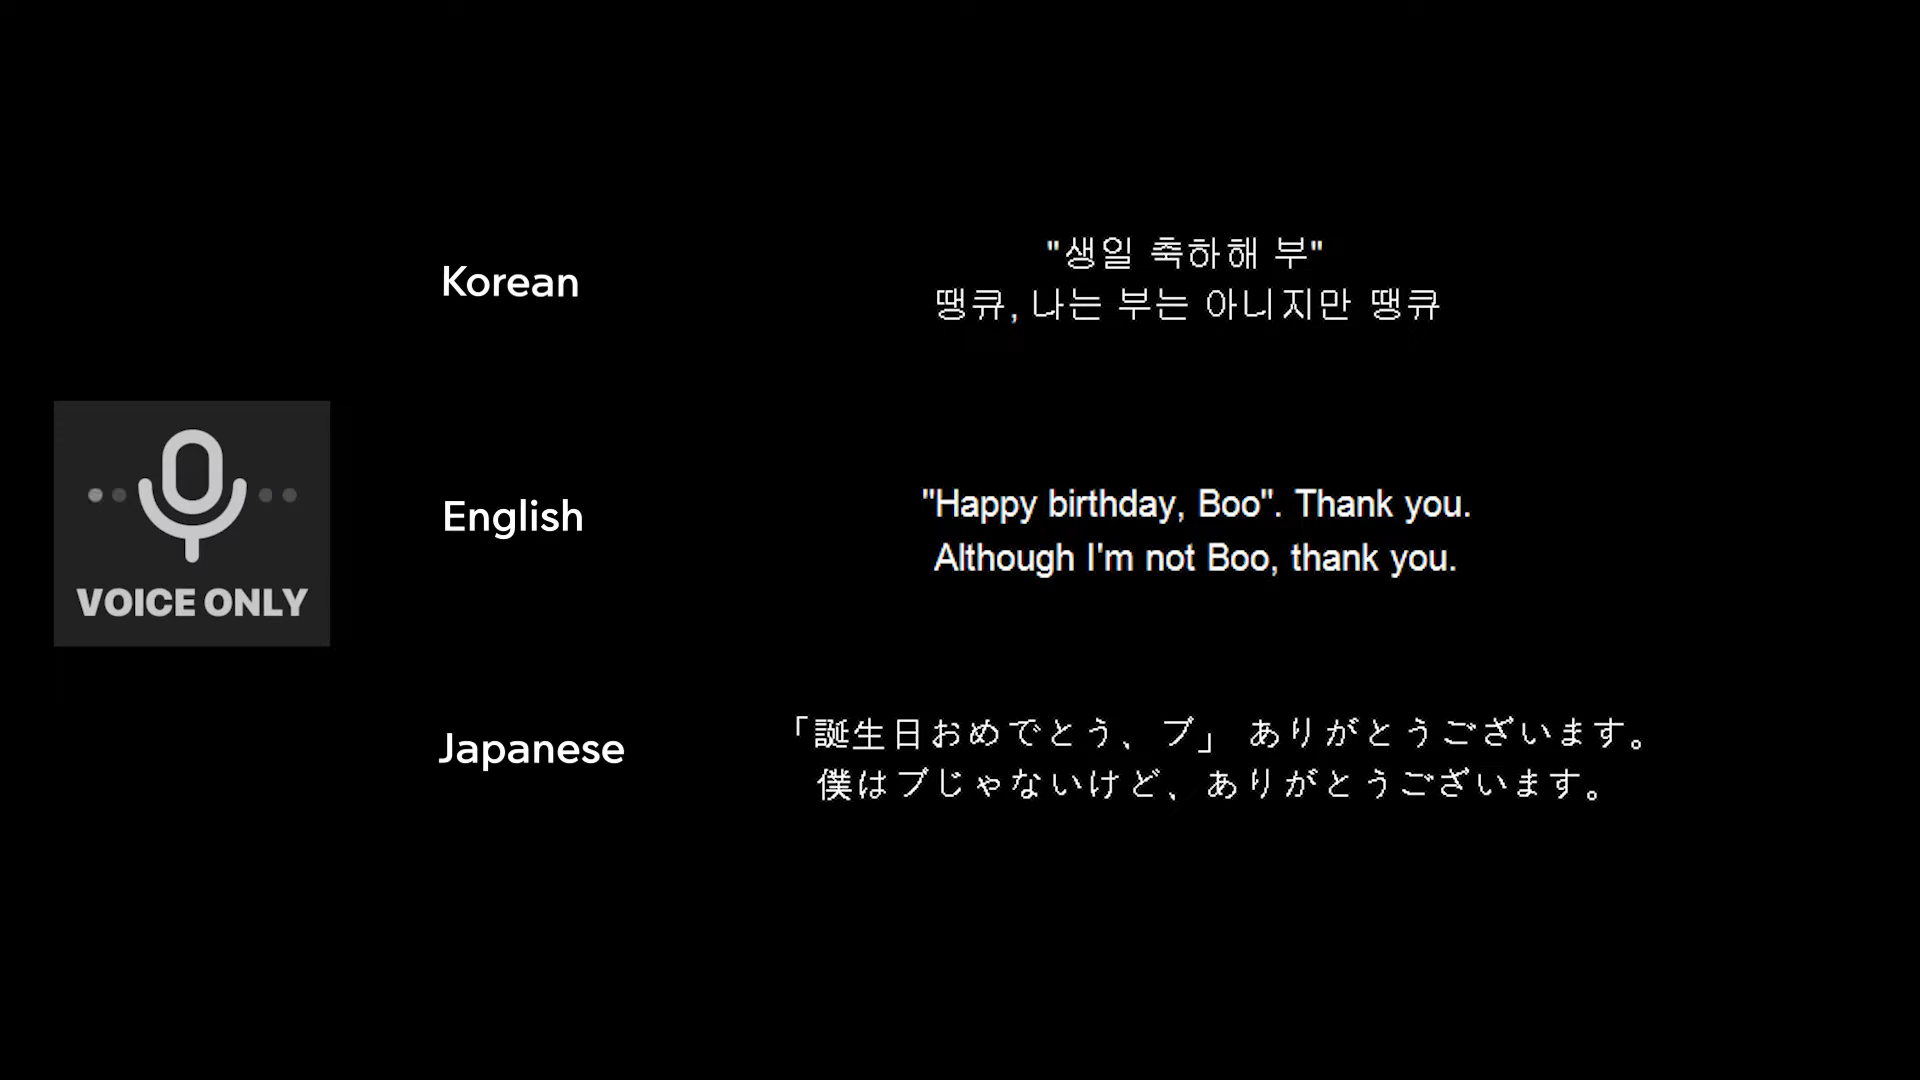 Korean
"생일 축하해 부"
땡큐, 나는 부는 아니지만 땡큐
VOICE ONLY
English
"Happy birthday, Boo". Thank you.
Although I'm not Boo, thank you.
Japanese
「誕生日おめでとう、ブ」 ありがとうございます。
僕はブじゃないけど、ありがとうございます。